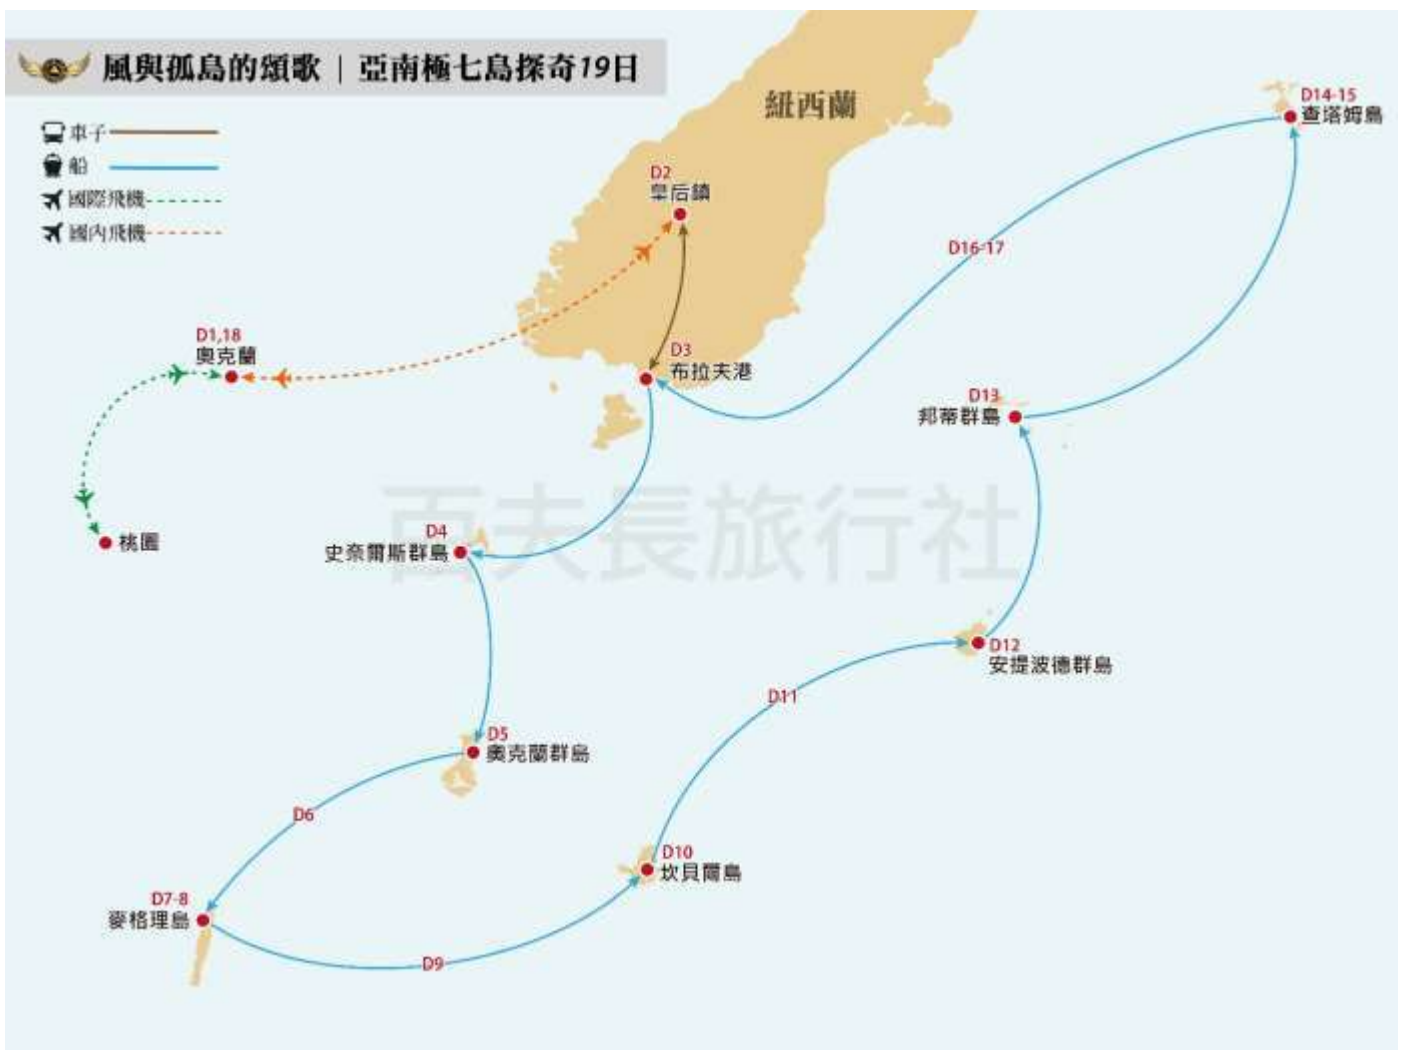 風與孤島的頌歌 | 亞南極七島探奇19日
車子
船
國際飛機
國內飛機
紐西蘭
D14-15
查塔姆島
D2
皇后鎮
D16-17
D1,18
奧克蘭
D3
布拉夫港
D13
邦蒂群島
百夫長旅行社
D4
史奈爾斯群島
桃園
D12
安提波德群島
D11
D5
奧克蘭群島
D6
D10
坎貝爾島
D7-8
麥格理島
D9